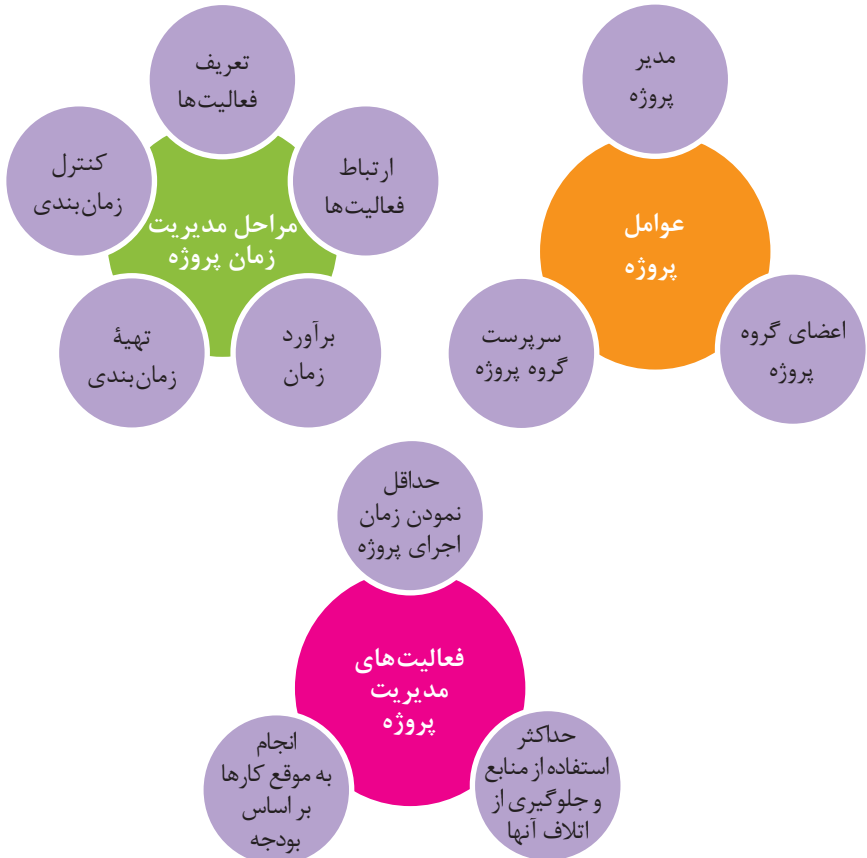 عوامل
پروژه
مدیر
پروژه
اعضای گروه
پروژه
سرپرست
گروه پروژه
مراحل مدیریت
زمان پروژه
تعریف
فعالیت‌ها
ارتباط
فعالیت‌ها
برآورد
زمان
تهیهٔ
زمان‌بندی
کنترل
زمان‌بندی
فعالیت‌های
مدیریت
پروژه
حداقل
نمودن زمان
اجرای پروژه
حداکثر
استفاده از منابع
و جلوگیری از
اتلاف آنها
انجام
به موقع کارها
بر اساس
بودجه